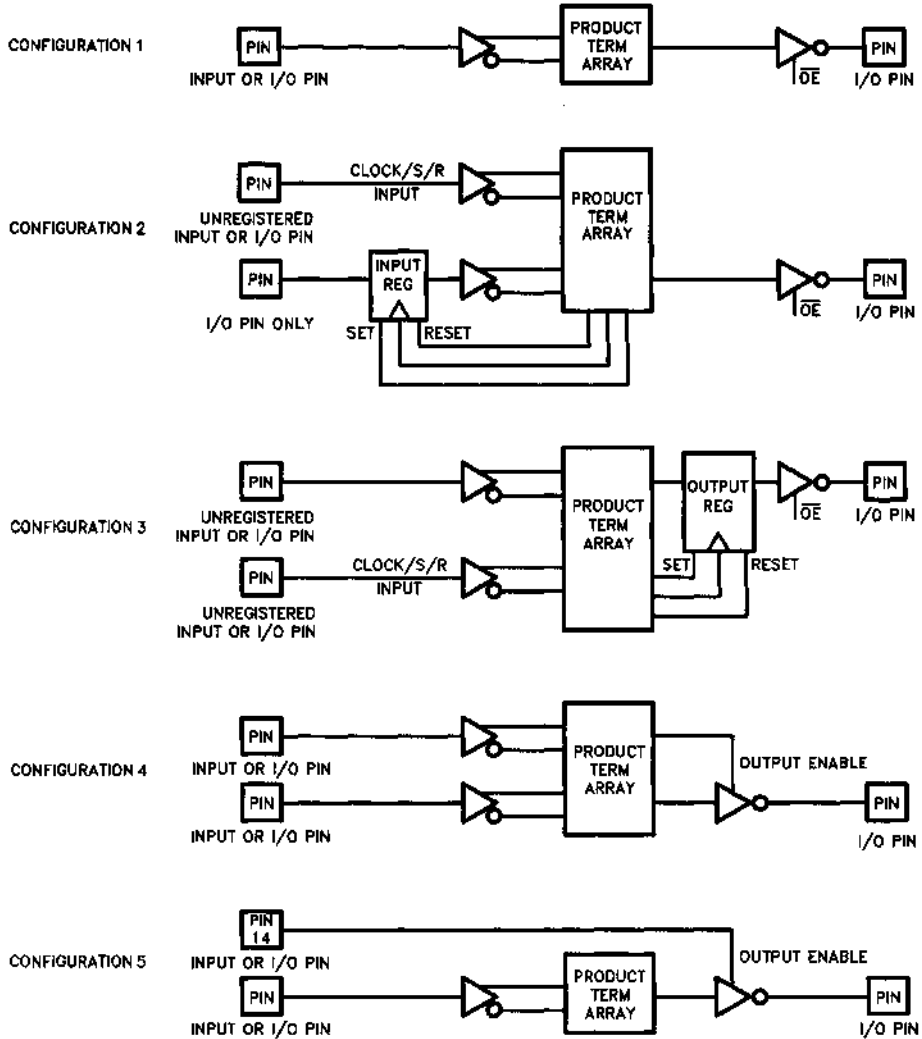 CONFIGURATION 1
PIN
INPUT OR I/O PIN
PRODUCT
TERM
ARRAY
OE
PIN
I/O PIN
CONFIGURATION 2
PIN
UNREGISTERED
INPUT OR I/O PIN
CLOCK/S/R
INPUT
PIN
I/O PIN ONLY
INPUT
REG
SET
RESET
PRODUCT
TERM
ARRAY
OE
PIN
I/O PIN
CONFIGURATION 3
PIN
UNREGISTERED
INPUT OR I/O PIN
PIN
UNREGISTERED
INPUT OR I/O PIN
CLOCK/S/R
INPUT
PRODUCT
TERM
ARRAY
OUTPUT
REG
SET
RESET
OE
PIN
I/O PIN
CONFIGURATION 4
PIN
INPUT OR I/O PIN
PIN
INPUT OR I/O PIN
PRODUCT
TERM
ARRAY
OUTPUT ENABLE
PIN
I/O PIN
CONFIGURATION 5
PIN
14
INPUT OR I/O PIN
PIN
INPUT OR I/O PIN
PRODUCT
TERM
ARRAY
OUTPUT ENABLE
PIN
I/O PIN